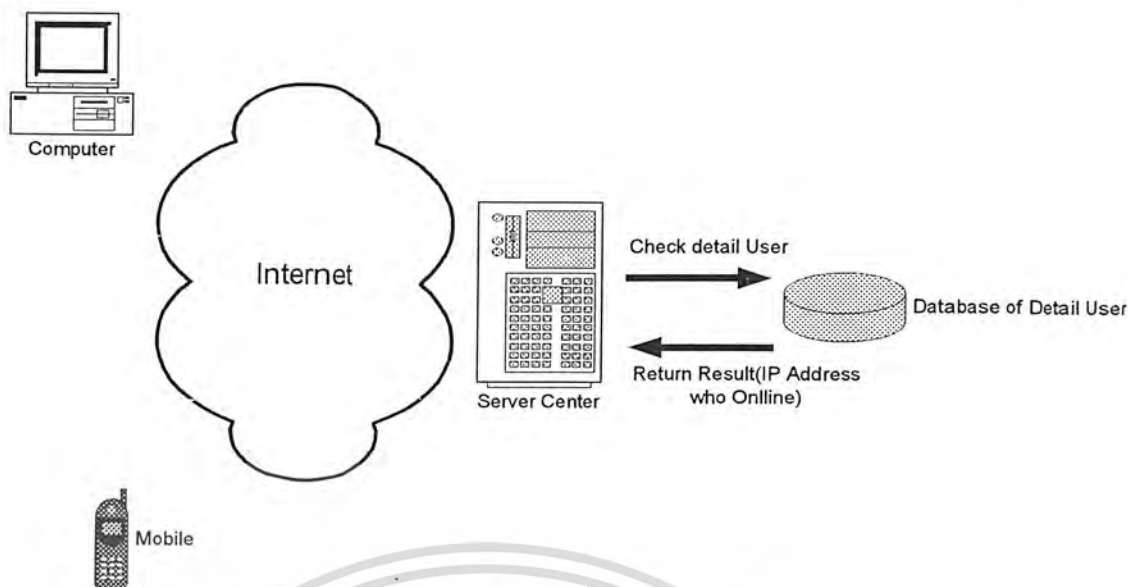 Computer
Internet
Check detail User
Database of Detail User
Return Result(IP Address
who Onlline)
Server Center
Mobile